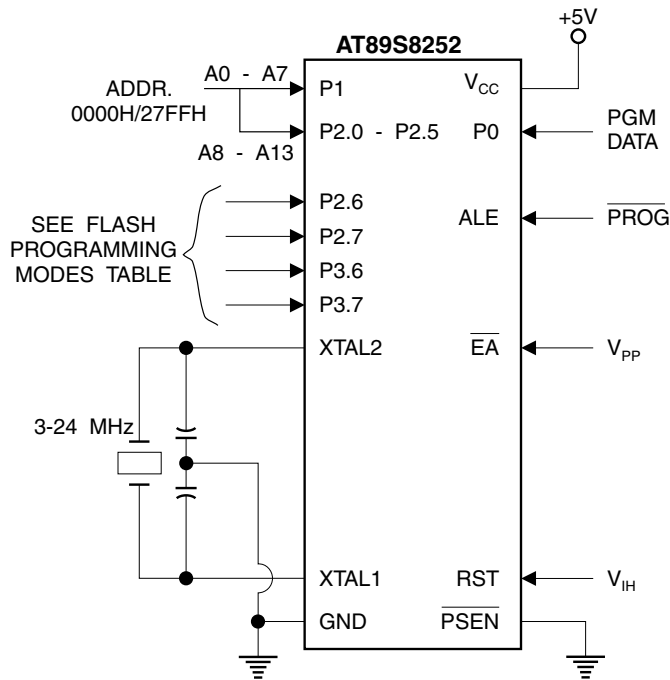 +5V
AT89S8252
ADDR.
0000H/27FFH
A0 - A7
A8 - A13
P1
P2.0 - P2.5
VCC
P0
PGM
DATA
SEE FLASH
PROGRAMMING
MODES TABLE
P2.6
P2.7
P3.6
P3.7
ALE
PROG
XTAL2
EA
VPP
3-24 MHz
XTAL1
RST
VIH
GND
PSEN